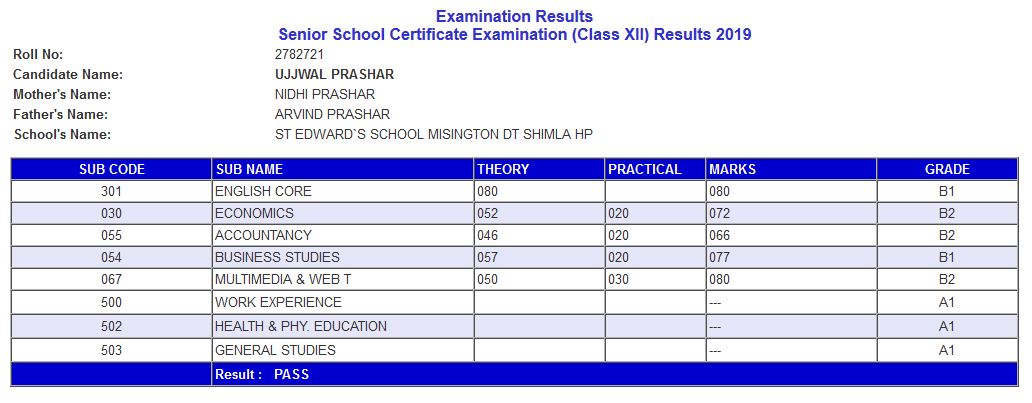 Examination Results
Senior School Certificate Examination (Class XII) Results 2019
Roll No: 2782721
Candidate Name: UJJWAL PRASHAR
Mother's Name: NIDHI PRASHAR
Father's Name: ARVIND PRASHAR
School's Name: ST EDWARD`S SCHOOL MISINGTON DT SHIMLA HP
SUB CODE SUB NAME THEORY PRACTICAL MARKS GRADE
301 ENGLISH CORE 080 080 B1
030 ECONOMICS 052 020 072 B2
055 ACCOUNTANCY 046 020 066 B2
054 BUSINESS STUDIES 057 020 077 B1
067 MULTIMEDIA & WEB T 050 030 080 B2
500 WORK EXPERIENCE --- A1
502 HEALTH & PHY. EDUCATION --- A1
503 GENERAL STUDIES --- A1
Result : PASS